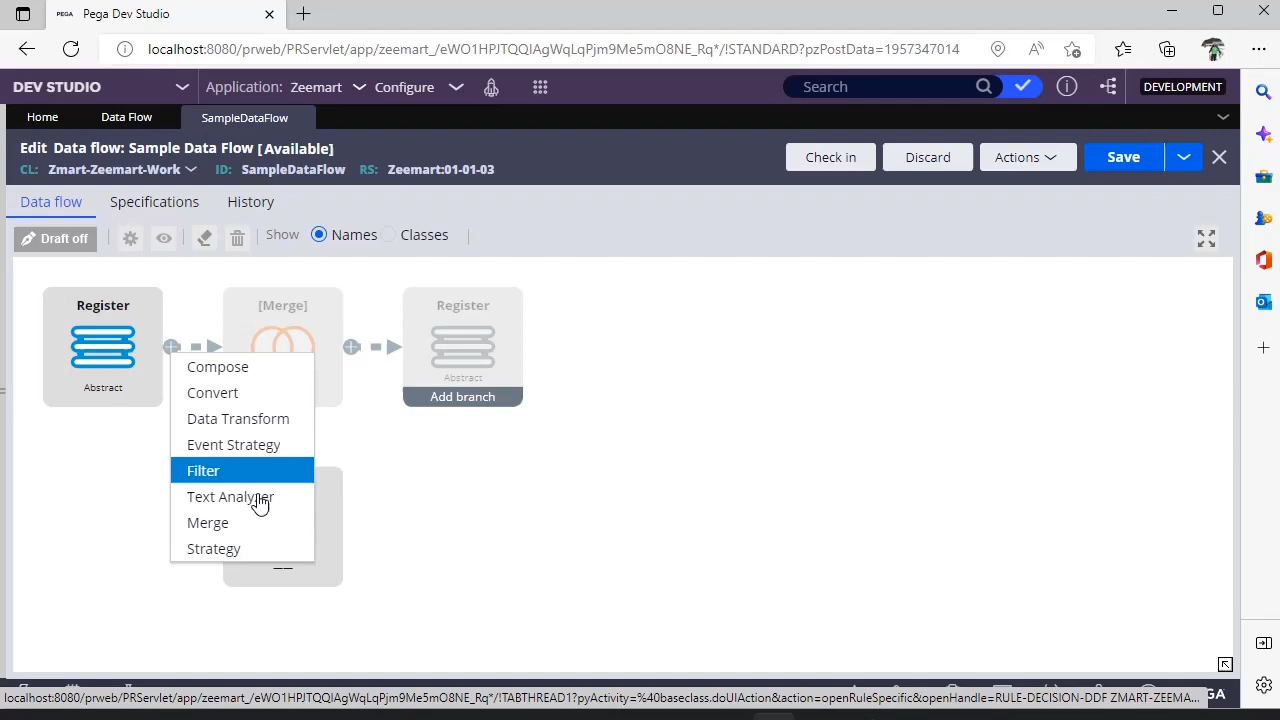 PEGA Pega Dev Studio
localhost:8080/prweb/PRServlet/app/zeemart_/eWO1HPJTQQIAgWqLqPjm9Me5mO8NE_Rq*/!STANDARD?pzPostData=1957347014
DEV STUDIO Application: Zeemart Configure Search DEVELOPMENT
Home Data Flow SampleDataFlow
Edit Data flow: Sample Data Flow [Available] Check in Discard Actions Save
CL: Zmart-Zeemart-Work ID: SampleDataFlow RS: Zeemart:01-01-03
Data flow Specifications History
Draft off Show Names Classes
Register [Merge] Register
Abstract Abstract
Add branch
Compose
Convert
Data Transform
Event Strategy
Filter
Text Analyzer
Merge
Strategy
localhost:8080/prweb/PRServlet/app/zeemart_/eWO1HPJTQQIAgWqLqPjm9Me5mO8NE_Rq*/!TABTHREAD1?pyActivity=%40baseclass.doUIAction&action=openRuleSpecific&openHandle=RULE-DECISION-DDF ZMART-ZEEMA...